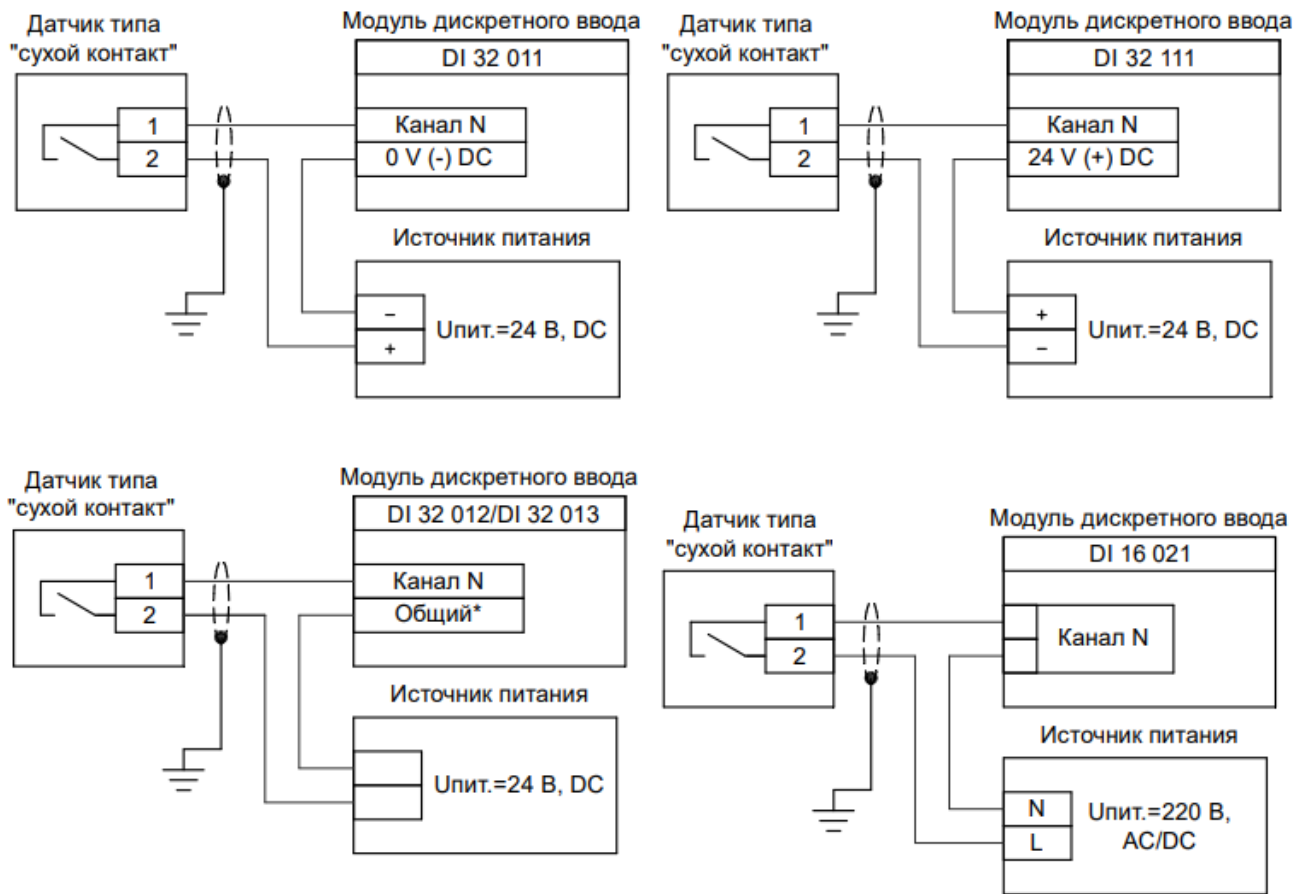 Датчик типа
"сухой контакт"
1
2
Модуль дискретного ввода
DI 32 011
Канал N
0 V (-) DC
Источник питания
–
+
Uпит.=24 В, DC
Датчик типа
"сухой контакт"
1
2
Модуль дискретного ввода
DI 32 111
Канал N
24 V (+) DC
Источник питания
+
–
Uпит.=24 В, DC
Датчик типа
"сухой контакт"
1
2
Модуль дискретного ввода
DI 32 012/DI 32 013
Канал N
Общий*
Источник питания
Uпит.=24 В, DC
Датчик типа
"сухой контакт"
1
2
Модуль дискретного ввода
DI 16 021
Канал N
Источник питания
N
L
Uпит.=220 В,
AC/DC